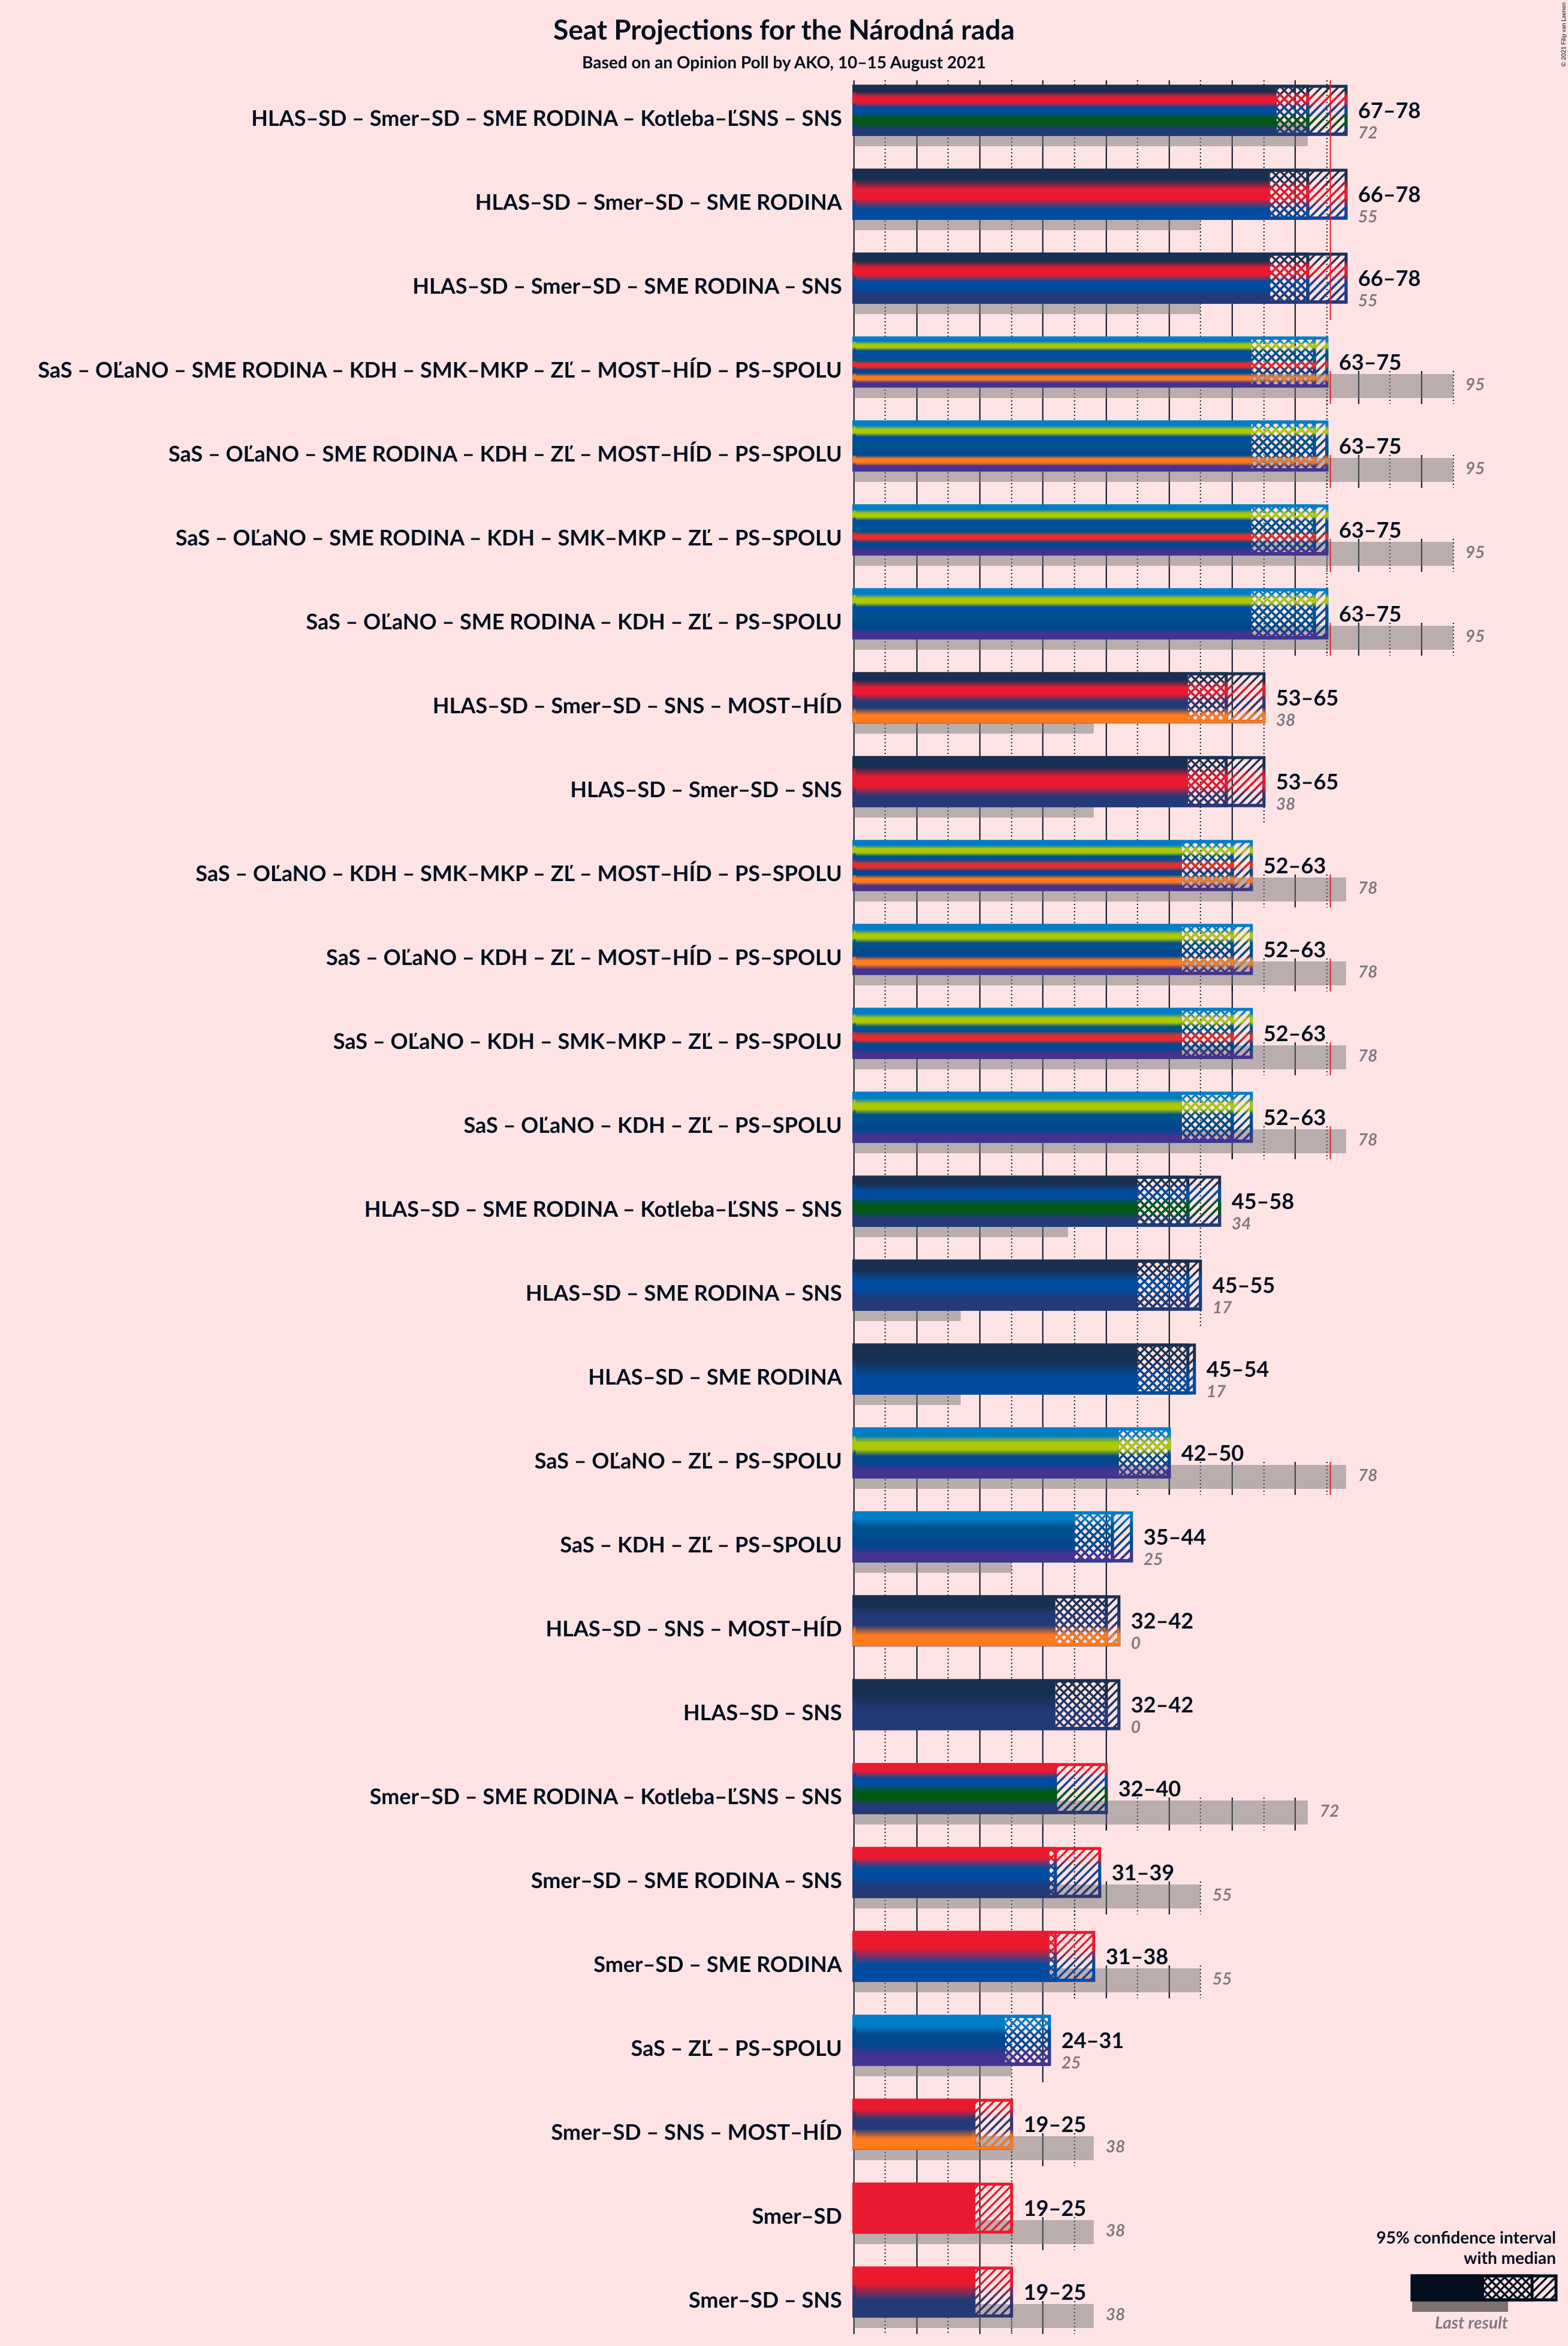 Seat Projections for the Národná rada
Based on an Opinion Poll by AKO, 10–15 August 2021
© 2021 Filip van Laenen
HLAS–SD – Smer–SD – SME RODINA – Kotleba–ĽSNS – SNS
67–78
72
HLAS–SD – Smer–SD – SME RODINA
66–78
55
HLAS–SD – Smer–SD – SME RODINA – SNS
66–78
55
SaS – OĽaNO – SME RODINA – KDH – SMK–MKP – ZĽ – MOST–HÍD – PS–SPOLU
63–75
95
SaS – OĽaNO – SME RODINA – KDH – ZĽ – MOST–HÍD – PS–SPOLU
63–75
95
SaS – OĽaNO – SME RODINA – KDH – SMK–MKP – ZĽ – PS–SPOLU
63–75
95
SaS – OĽaNO – SME RODINA – KDH – ZĽ – PS–SPOLU
63–75
95
HLAS–SD – Smer–SD – SNS – MOST–HÍD
53–65
38
HLAS–SD – Smer–SD – SNS
53–65
38
SaS – OĽaNO – KDH – SMK–MKP – ZĽ – MOST–HÍD – PS–SPOLU
52–63
78
SaS – OĽaNO – KDH – ZĽ – MOST–HÍD – PS–SPOLU
52–63
78
SaS – OĽaNO – KDH – SMK–MKP – ZĽ – PS–SPOLU
52–63
78
SaS – OĽaNO – KDH – ZĽ – PS–SPOLU
52–63
78
HLAS–SD – SME RODINA – Kotleba–ĽSNS – SNS
45–58
34
HLAS–SD – SME RODINA – SNS
45–55
17
HLAS–SD – SME RODINA
45–54
17
SaS – OĽaNO – ZĽ – PS–SPOLU
42–50
78
SaS – KDH – ZĽ – PS–SPOLU
35–44
25
HLAS–SD – SNS – MOST–HÍD
32–42
0
HLAS–SD – SNS
32–42
0
Smer–SD – SME RODINA – Kotleba–ĽSNS – SNS
32–40
72
Smer–SD – SME RODINA – SNS
31–39
55
Smer–SD – SME RODINA
31–38
55
SaS – ZĽ – PS–SPOLU
24–31
25
Smer–SD – SNS – MOST–HÍD
19–25
38
Smer–SD
19–25
38
Smer–SD – SNS
19–25
38
95% confidence interval
with median
Last result